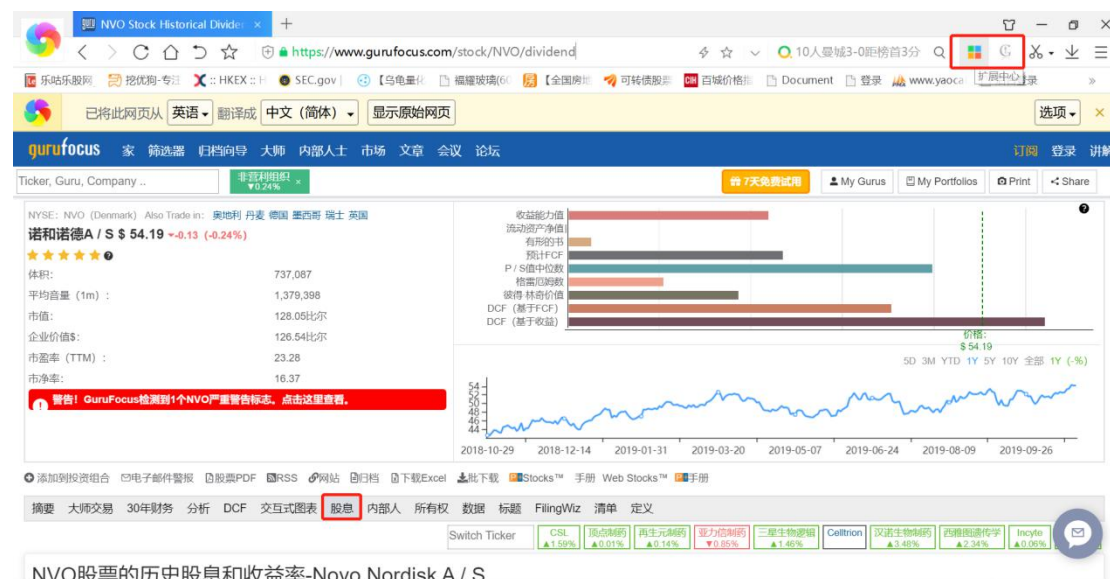 NVO Stock Historical Divider × +
https://www.gurufocus.com/stock/NVO/dividend
10人曼城3-0距榜首3分
乐咕乐股网 挖优狗-专注 :: HKEX :: H SEC.gov | 福耀玻璃(60 【全国房地 可转债股票 百城价格指 Document 登录 www.yaoca
扩展中心
已将此网页从 英语 翻译成 中文(简体) 显示原始网页 选项 ×
gurufocus 家 筛选器 归档向导 大师 内部人士 市场 文章 会议 论坛 订阅 登录 讲解
Ticker, Guru, Company .. 非营利组织 ▼0.24% × 7天免费试用 My Gurus My Portfolios Print Share
NYSE: NVO (Denmark) Also Trade in: 奥地利 丹麦 德国 墨西哥 瑞士 英国
诺和诺德A / S $ 54.19 -0.13 (-0.24%)
体积: 737,087
平均音量(1m): 1,379,398
市值: 128.05比尔
企业价值$: 126.54比尔
市盈率(TTM): 23.28
市净率: 16.37
警告!GuruFocus检测到1个NVO严重警告标志。点击这里查看。
收益能力值
流动资产净值
有形的书
预计FCF
P / S值中位数
格雷厄姆数
彼得·林奇价值
DCF(基于FCF)
DCF(基于收益)
价格:
$ 54.19
5D 3M YTD 1Y 5Y 10Y 全部 1Y (-%)
54
52
50
48
46
44
2018-10-29 2018-12-14 2019-01-31 2019-03-20 2019-05-07 2019-06-24 2019-08-09 2019-09-26
添加到投资组合 电子邮件警报 股票PDF RSS 网站 归档 下载Excel 批下载 Stocks™ 手册 Web Stocks™ 手册
摘要 大师交易 30年财务 分析 DCF 交互式图表 股息 内部人 所有权 数据 标题 FilingWiz 清单 定义
Switch Ticker CSL ▲1.59% 顶点制药 ▲0.01% 再生元制药 ▲0.14% 亚力信制药 ▼0.85% 三星生物逻辑 ▲1.46% Celltrion 汉诺生物制药 ▲3.48% 西雅图遗传学 ▲2.34% Incyte ▲0.06%
NVO股票的历史股息和收益率-Novo Nordisk A / S